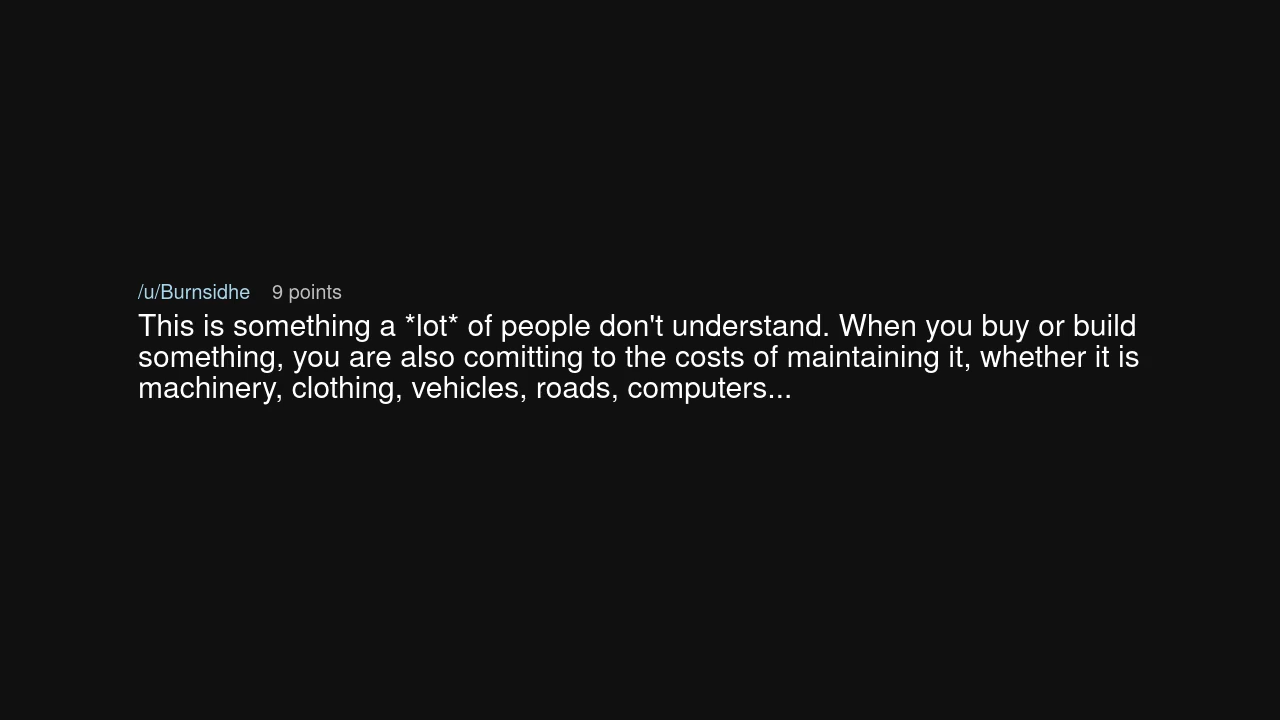 /u/Burnsidhe 9 points
This is something a *lot* of people don't understand. When you buy or build
something, you are also comitting to the costs of maintaining it, whether it is
machinery, clothing, vehicles, roads, computers...